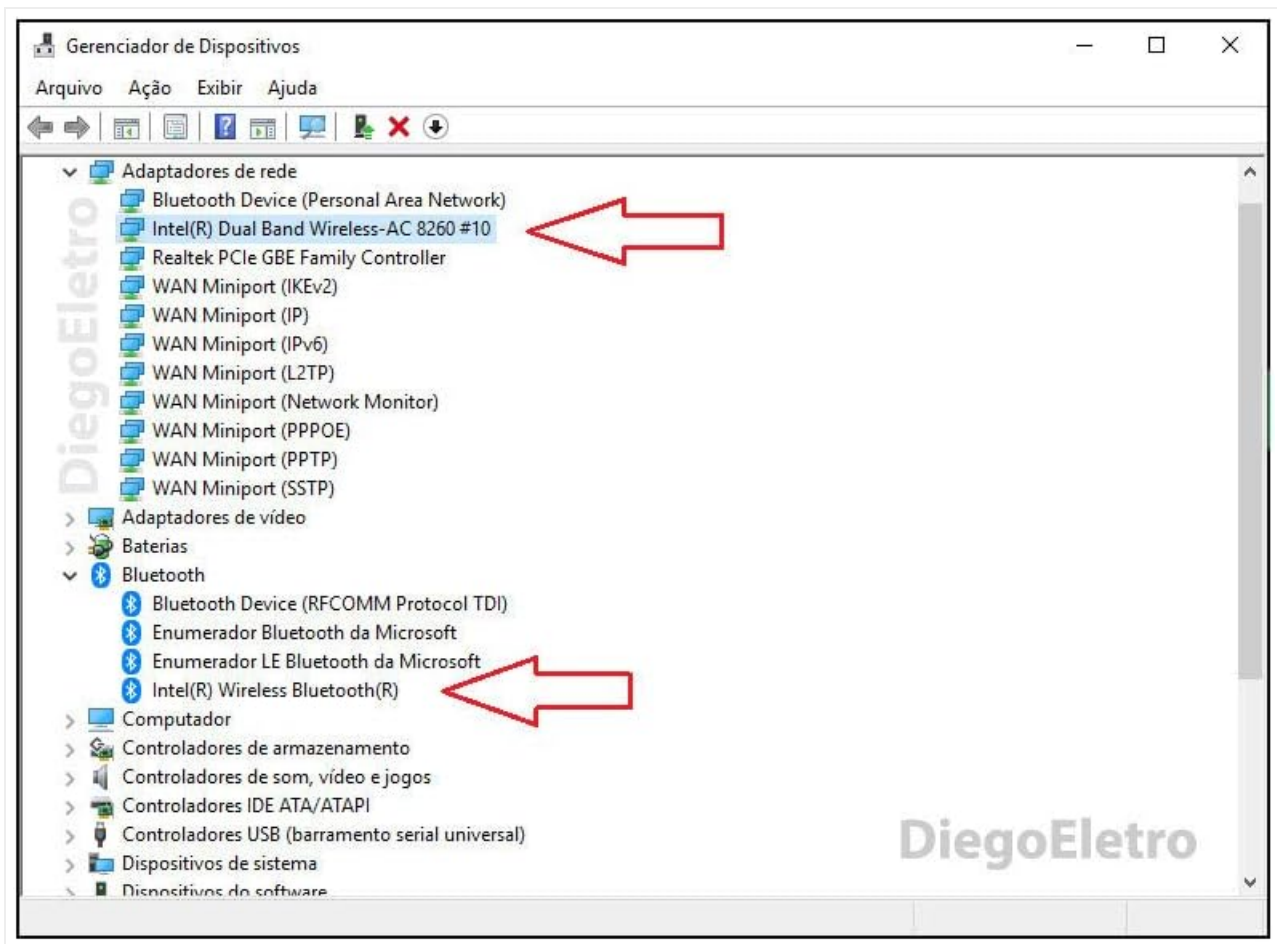 Gerenciador de Dispositivos
Arquivo Ação Exibir Ajuda
Adaptadores de rede
Bluetooth Device (Personal Area Network)
Intel(R) Dual Band Wireless-AC 8260 #10
Realtek PCIe GBE Family Controller
WAN Miniport (IKEv2)
WAN Miniport (IP)
WAN Miniport (IPv6)
WAN Miniport (L2TP)
WAN Miniport (Network Monitor)
WAN Miniport (PPPOE)
WAN Miniport (PPTP)
WAN Miniport (SSTP)
DiegoEletro
Adaptadores de vídeo
Baterias
Bluetooth
Bluetooth Device (RFCOMM Protocol TDI)
Enumerador Bluetooth da Microsoft
Enumerador LE Bluetooth da Microsoft
Intel(R) Wireless Bluetooth(R)
Computador
Controladores de armazenamento
Controladores de som, vídeo e jogos
Controladores IDE ATA/ATAPI
Controladores USB (barramento serial universal)
Dispositivos de sistema
Dispositivos do software
DiegoEletro